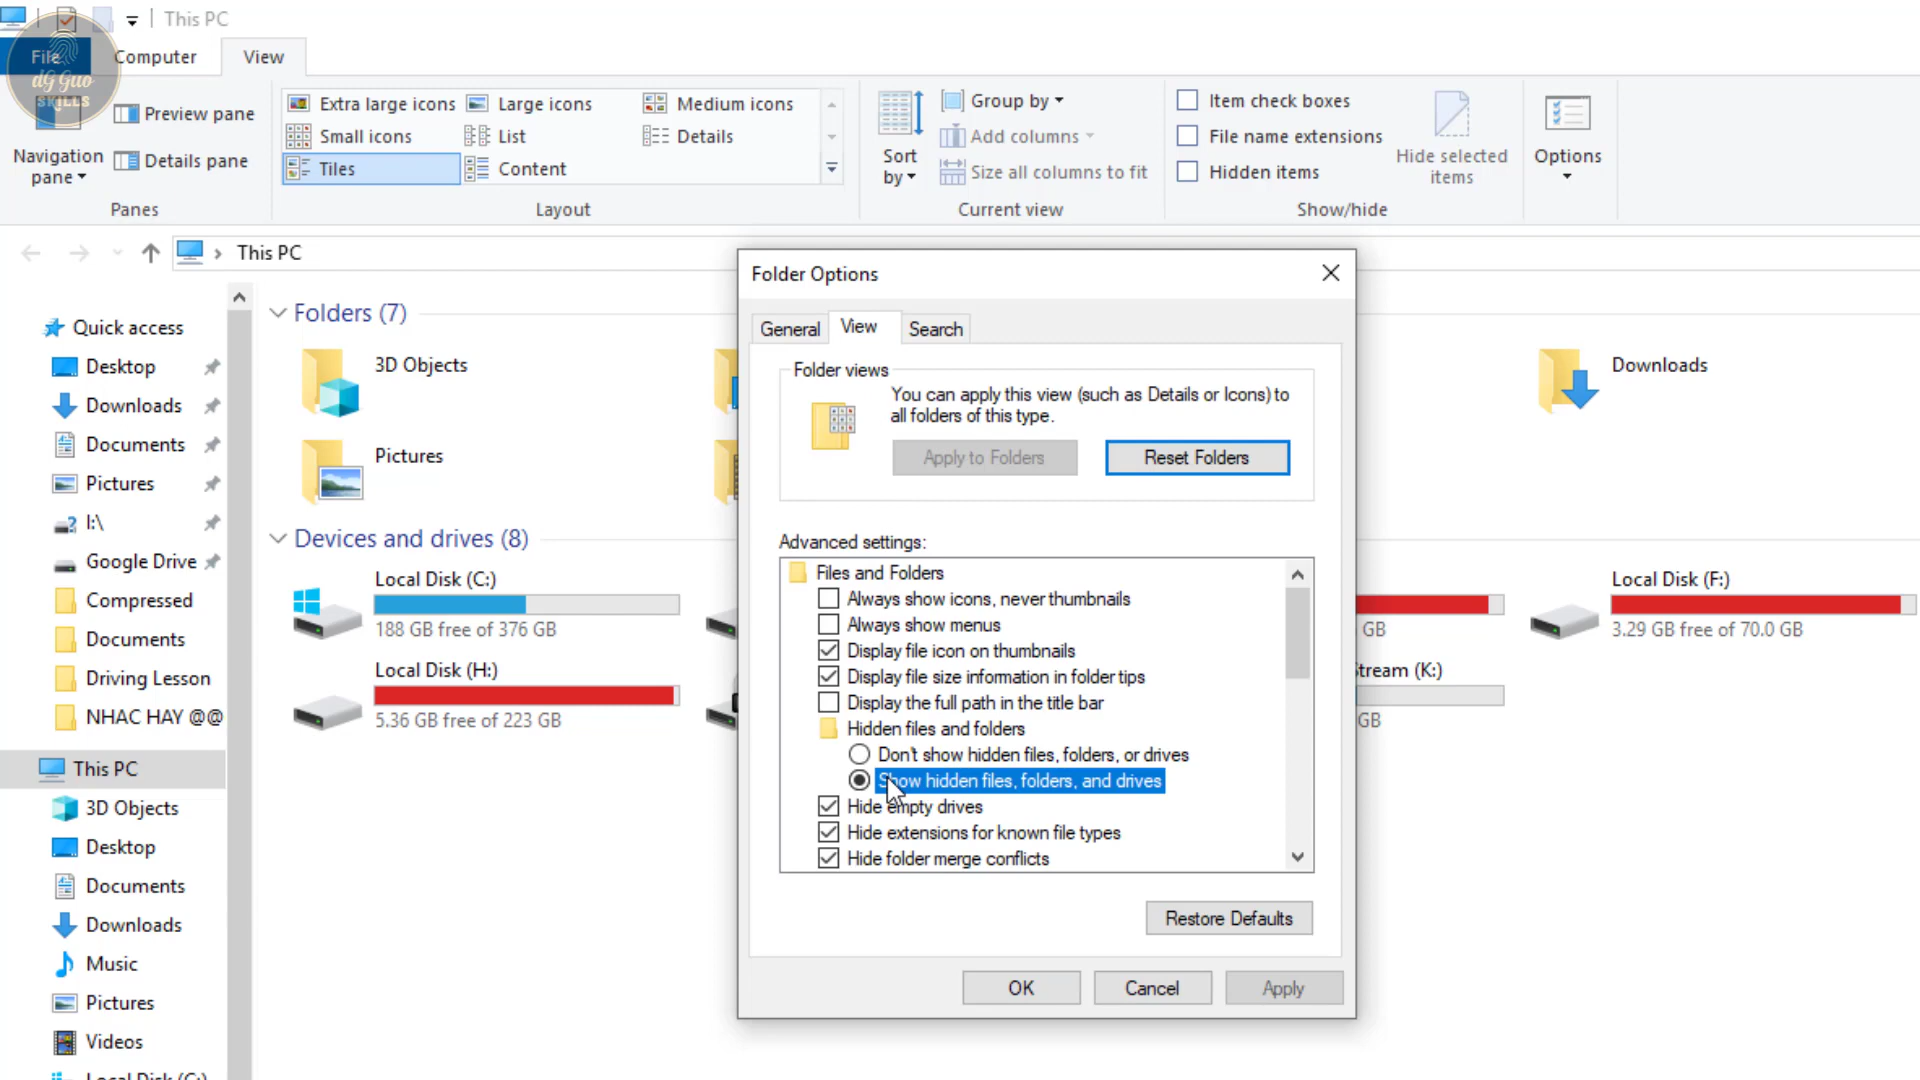 This PC
File
Computer
View
dG Guo
SKILLS
Navigation
pane
Preview pane
Details pane
Panes
Extra large icons
Large icons
Medium icons
Small icons
List
Details
Tiles
Content
Layout
Sort
by
Group by
Add columns
Size all columns to fit
Current view
Item check boxes
File name extensions
Hidden items
Hide selected
items
Show/hide
Options
This PC
Quick access
Desktop
Downloads
Documents
Pictures
I:\
Google Drive
Compressed
Documents
Driving Lesson
NHAC HAY @@
This PC
3D Objects
Desktop
Documents
Downloads
Music
Pictures
Videos
Local Disk (C:)
Folders (7)
3D Objects
Downloads
Pictures
Devices and drives (8)
Local Disk (C:)
188 GB free of 376 GB
GB
Local Disk (F:)
3.29 GB free of 70.0 GB
Local Disk (H:)
5.36 GB free of 223 GB
Stream (K:)
GB
Folder Options
General
View
Search
Folder views
You can apply this view (such as Details or Icons) to
all folders of this type.
Apply to Folders
Reset Folders
Advanced settings:
Files and Folders
Always show icons, never thumbnails
Always show menus
Display file icon on thumbnails
Display file size information in folder tips
Display the full path in the title bar
Hidden files and folders
Don't show hidden files, folders, or drives
Show hidden files, folders, and drives
Hide empty drives
Hide extensions for known file types
Hide folder merge conflicts
Restore Defaults
OK
Cancel
Apply